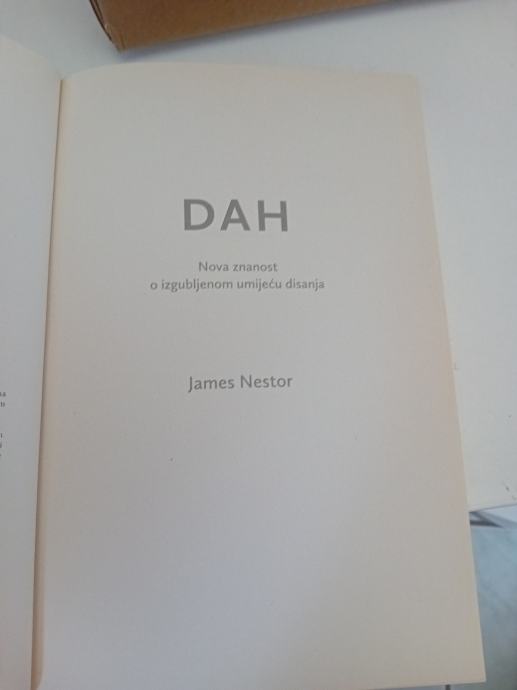 DAH
Nova znanost
o izgubljenom umijeću disanja
James Nestor